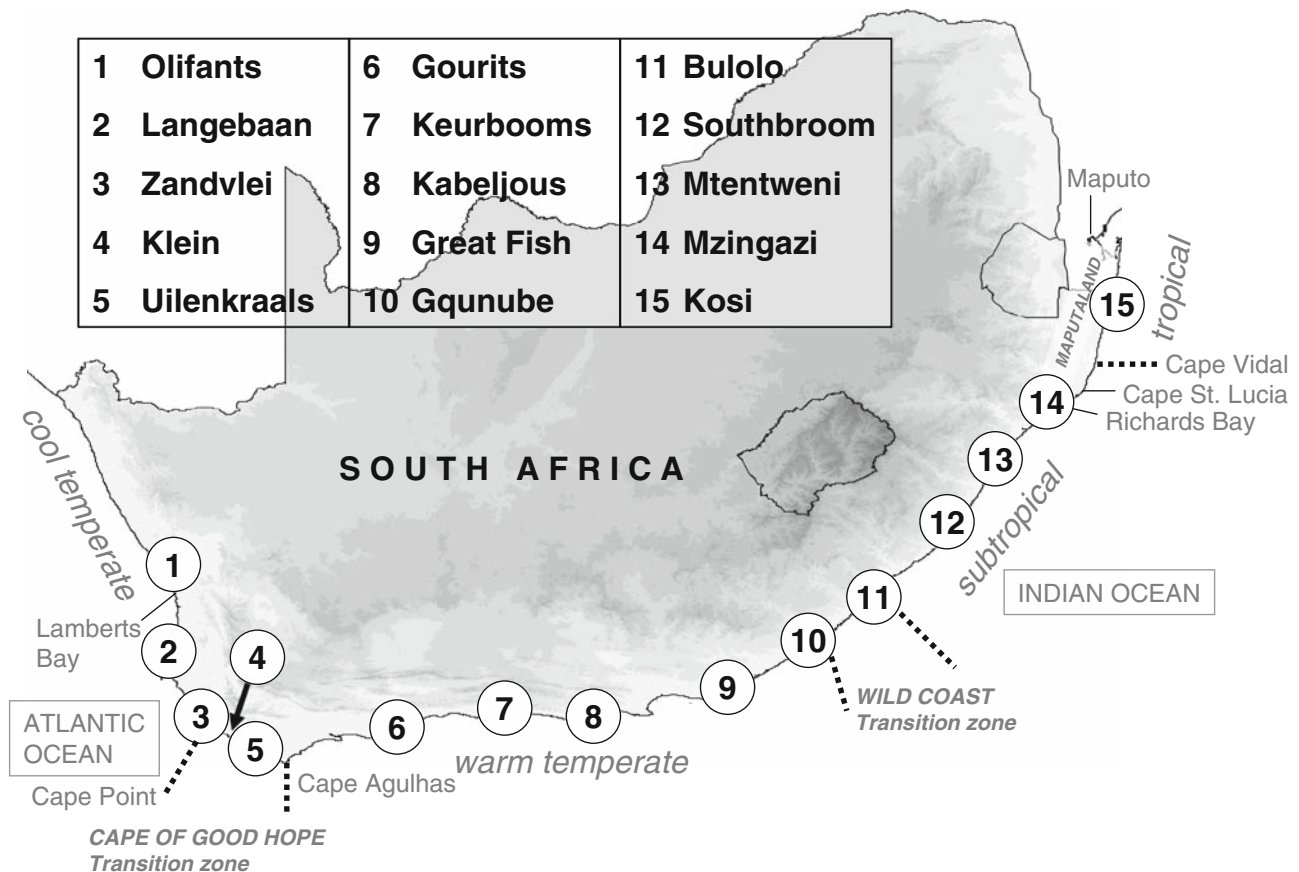 1 Olifants
2 Langebaan
3 Zandvlei
4 Klein
5 Uilenkraals
6 Gourits
7 Keurbooms
8 Kabeljous
9 Great Fish
10 Gqunube
11 Bulolo
12 Southbroom
13 Mtentweni
14 Mzingazi
15 Kosi
Maputo
MAPUTALAND
tropical
15
Cape Vidal
Cape St. Lucia
Richards Bay
14
13
12
subtropical
INDIAN OCEAN
SOUTH AFRICA
cool temperate
1
Lamberts
Bay
2
4
3
5
ATLANTIC
OCEAN
Cape Point
Cape Agulhas
CAPE OF GOOD HOPE
Transition zone
6
7
8
warm temperate
9
10
11
WILD COAST
Transition zone